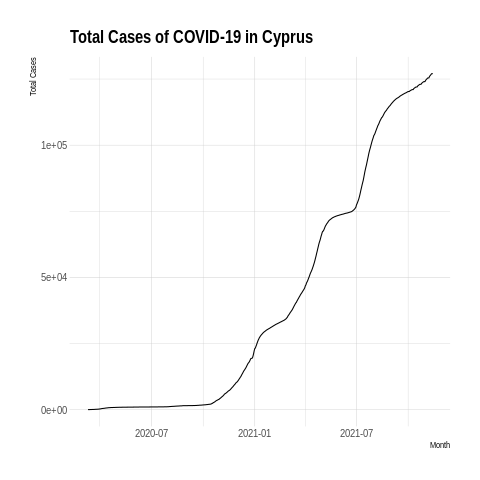 Total Cases of COVID-19 in Cyprus
Total Cases
1e+05
5e+04
0e+00
2020-07 2021-01 2021-07
Month